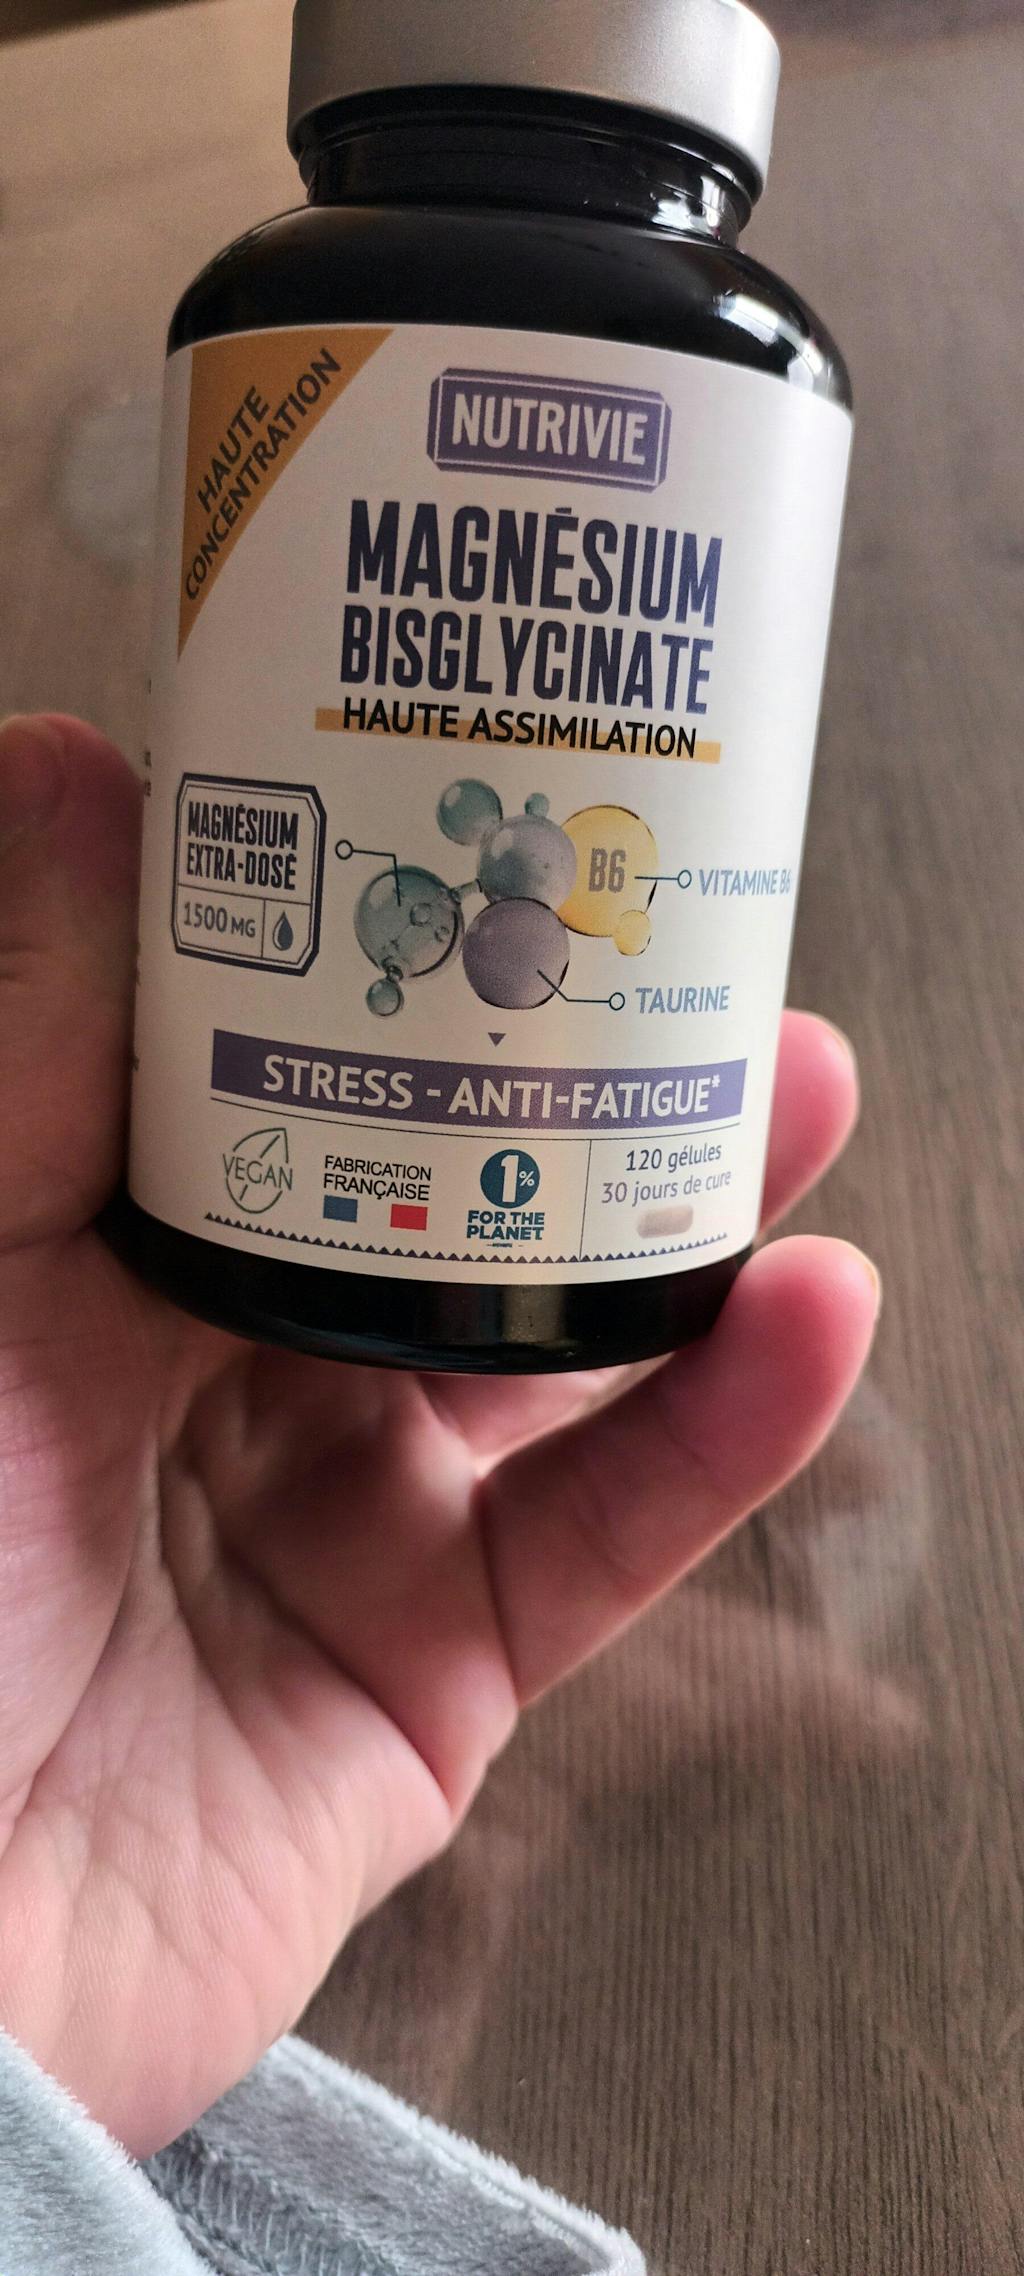 HAUTE
CONCENTRATION
NUTRIVIE
MAGNÉSIUM
BISGLYCINATE
HAUTE ASSIMILATION
MAGNÉSIUM
EXTRA-DOSÉ
1500 MG
B6
VITAMINE B6
TAURINE
STRESS - ANTI-FATIGUE*
VEGAN
FABRICATION
FRANÇAISE
1%
FOR THE
PLANET
120 gélules
30 jours de cure